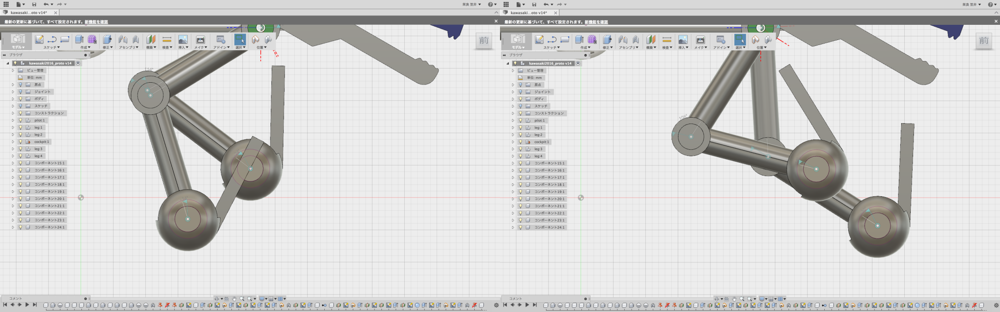 栄良 笠井
kawasaki...oto v14*
最新の更新に基づいて、すべて設定されます。新機能を確認
モデル
スケッチ
作成
修正
アセンブリ
構築
検査
挿入
メイク
アドイン
選択
位置
前
ブラウザ
kawasaki2016_proto v14
ビュー管理
単位: mm
原点
ジョイント
ボディ
スケッチ
コンストラクション
pilot:1
leg:1
leg:2
cockpit:1
leg:3
leg:4
コンポーネント15:1
コンポーネント16:1
コンポーネント17:1
コンポーネント18:1
コンポーネント19:1
コンポーネント20:1
コンポーネント21:1
コンポーネント22:1
コンポーネント23:1
コンポーネント24:1
114°
コメント
栄良 笠井
kawasaki...oto v14*
最新の更新に基づいて、すべて設定されます。新機能を確認
モデル
スケッチ
作成
修正
アセンブリ
構築
検査
挿入
メイク
アドイン
選択
位置
前
ブラウザ
kawasaki2016_proto v14
ビュー管理
単位: mm
原点
ジョイント
ボディ
スケッチ
コンストラクション
pilot:1
leg:1
leg:2
cockpit:1
leg:3
leg:4
コンポーネント15:1
コンポーネント16:1
コンポーネント17:1
コンポーネント18:1
コンポーネント19:1
コンポーネント20:1
コンポーネント21:1
コンポーネント22:1
コンポーネント23:1
コンポーネント24:1
コメント